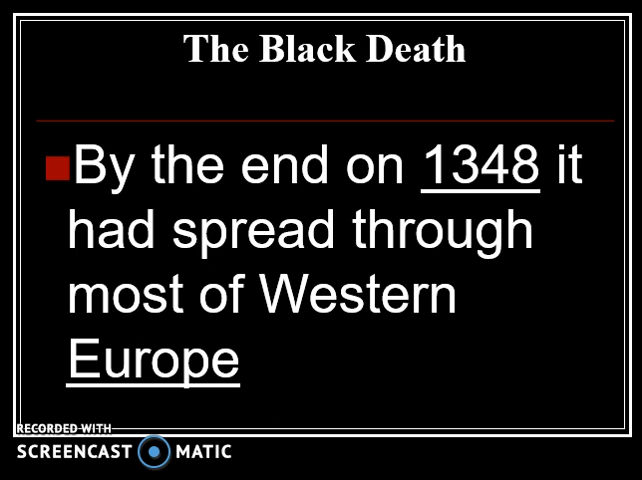 The Black Death
By the end on 1348 it
had spread through
most of Western
Europe
RECORDED WITH
SCREENCAST MATIC